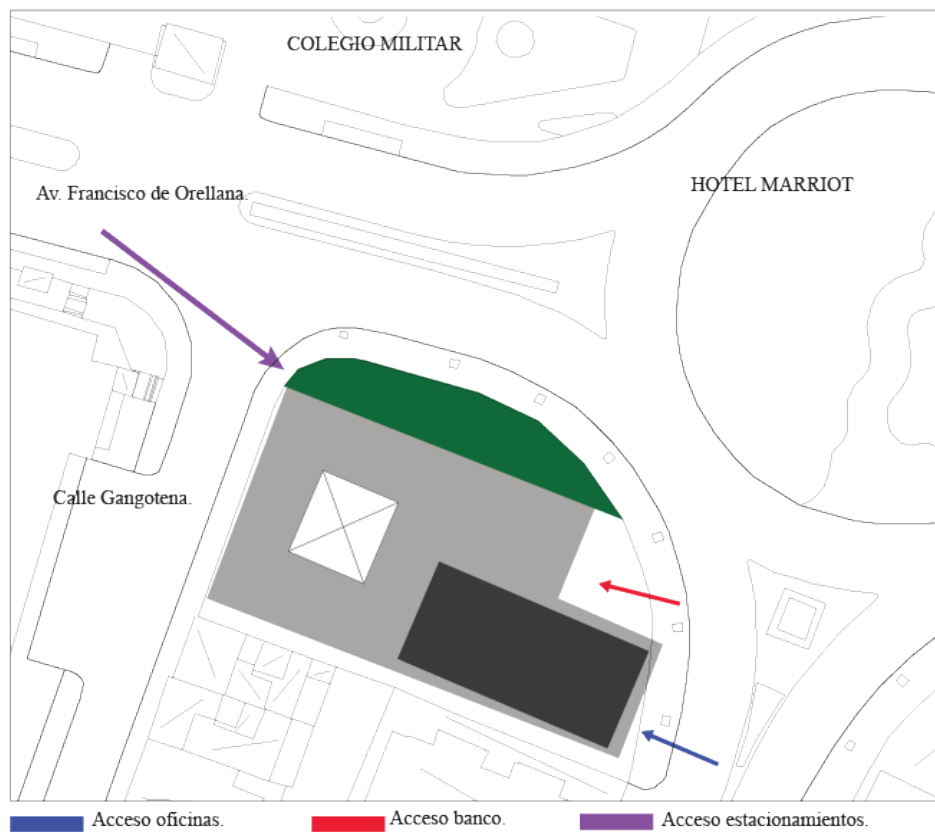 COLEGIO MILITAR
HOTEL MARRIOT
Av. Francisco de Orellana.
Calle Gangotena.
Acceso oficinas.
Acceso banco.
Acceso estacionamientos.